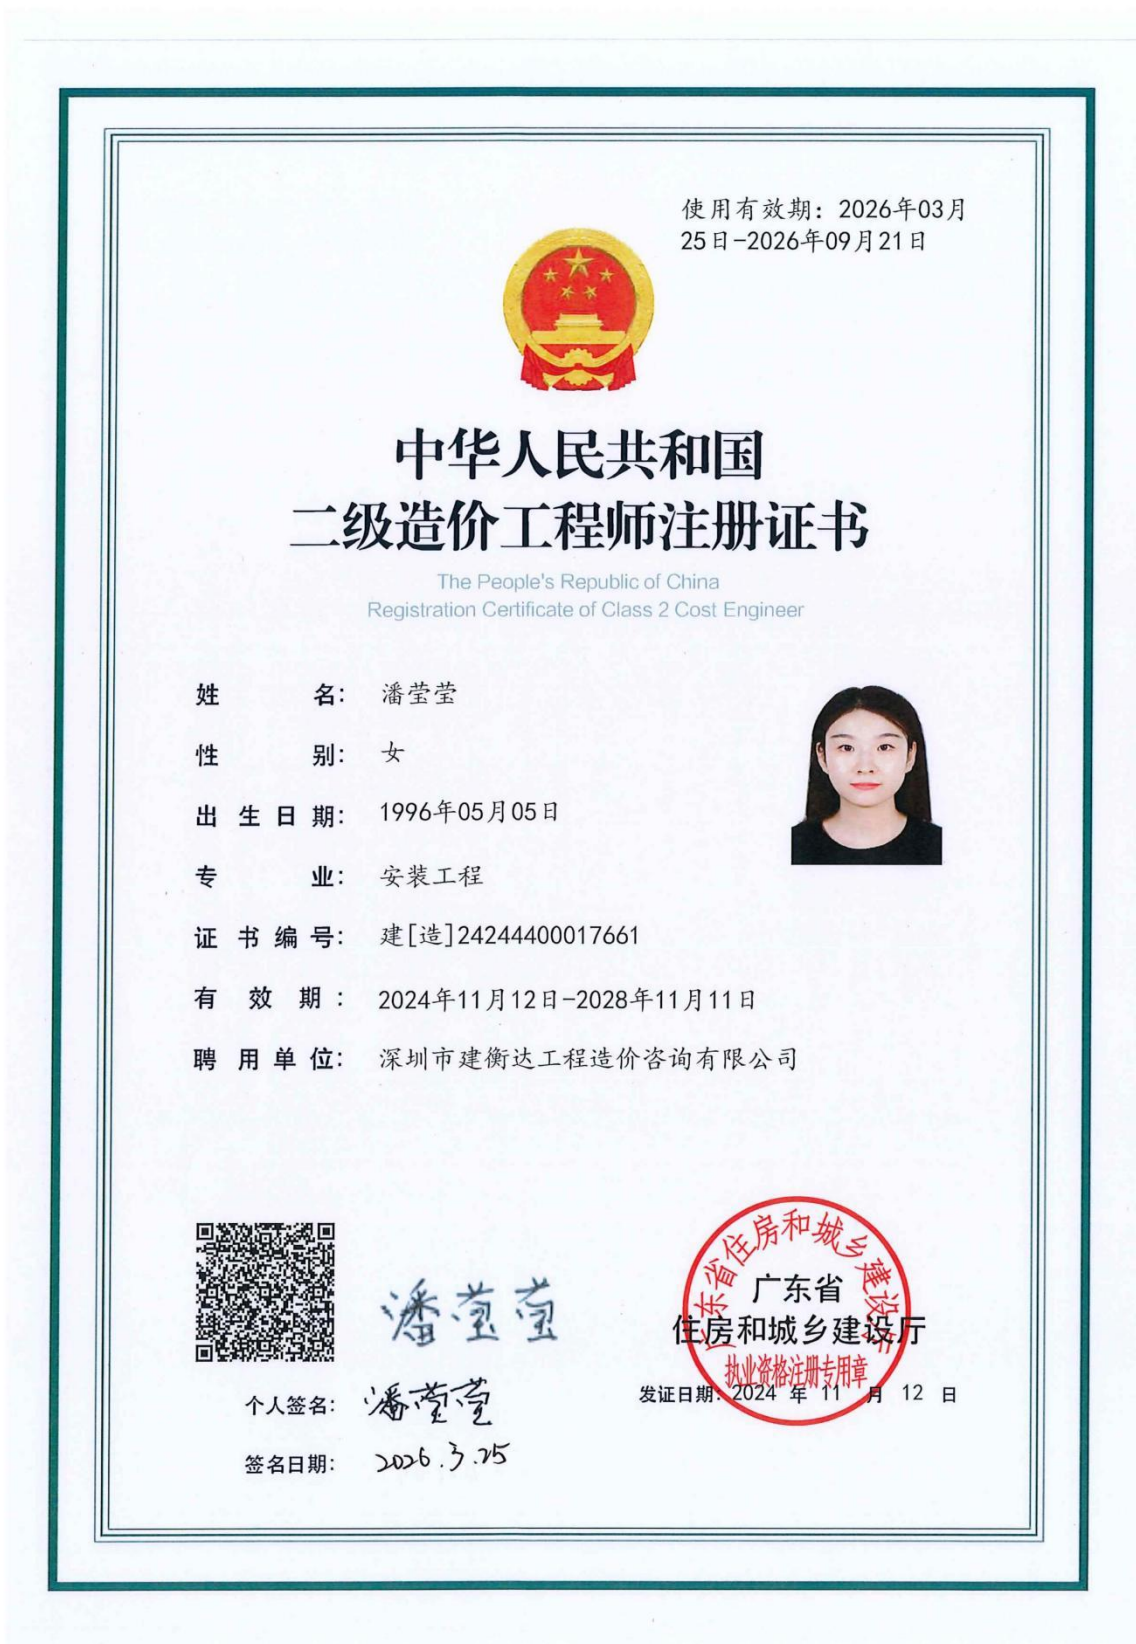 使用有效期：2026年03月
25日-2026年09月21日
中华人民共和国
二级造价工程师注册证书
The People's Republic of China
Registration Certificate of Class 2 Cost Engineer
姓名：潘莹莹
性别：女
出生日期：1996年05月05日
专业：安装工程
证书编号：建[造]24244400017661
有效期：2024年11月12日-2028年11月11日
聘用单位：深圳市建衡达工程造价咨询有限公司
潘莹莹
个人签名：潘莹莹
签名日期：2026.3.25
广东省住房和城乡建设厅
广东省
住房和城乡建设厅
执业资格注册专用章
发证日期：2024年11月12日